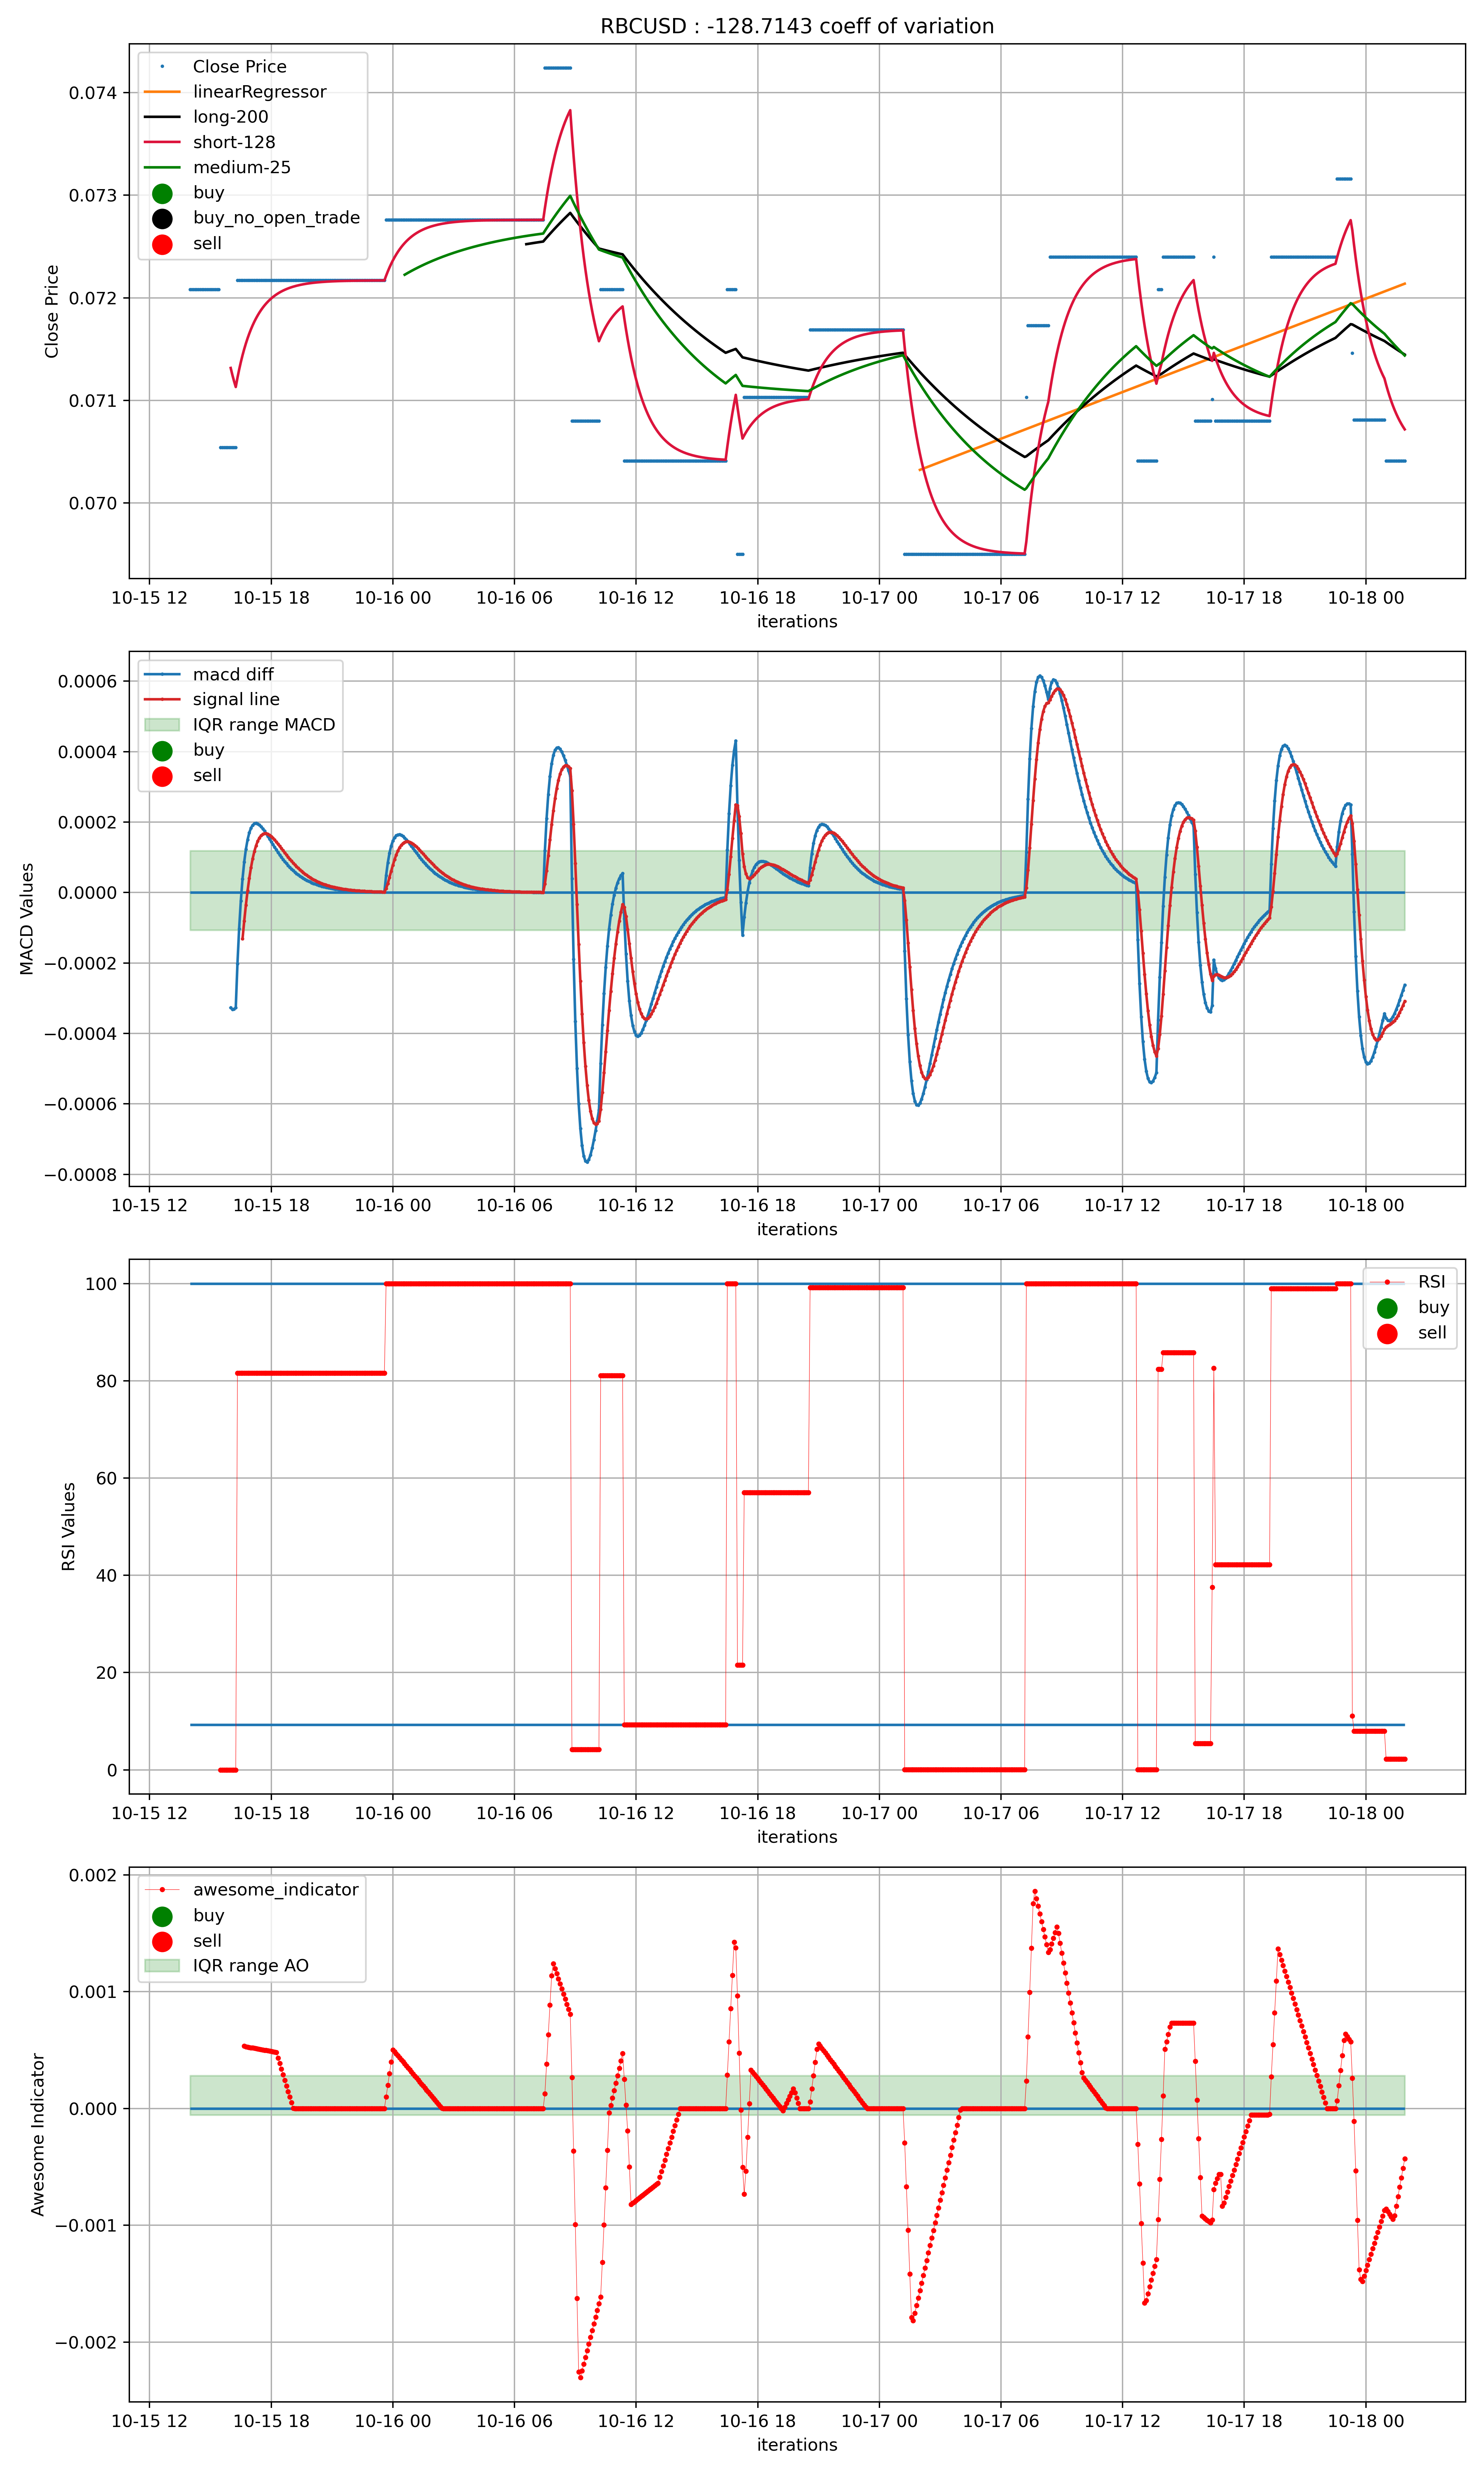 RBCUSD : -128.7143 coeff of variation
Close Price
linearRegressor
long-200
short-128
medium-25
buy
buy_no_open_trade
sell
Close Price
0.074
0.073
0.072
0.071
0.070
10-15 12 10-15 18 10-16 00 10-16 06 10-16 12 10-16 18 10-17 00 10-17 06 10-17 12 10-17 18 10-18 00
iterations
macd diff
signal line
IQR range MACD
buy
sell
MACD Values
0.0006
0.0004
0.0002
0.0000
−0.0002
−0.0004
−0.0006
−0.0008
10-15 12 10-15 18 10-16 00 10-16 06 10-16 12 10-16 18 10-17 00 10-17 06 10-17 12 10-17 18 10-18 00
iterations
RSI
buy
sell
RSI Values
100
80
60
40
20
0
10-15 12 10-15 18 10-16 00 10-16 06 10-16 12 10-16 18 10-17 00 10-17 06 10-17 12 10-17 18 10-18 00
iterations
awesome_indicator
buy
sell
IQR range AO
Awesome Indicator
0.002
0.001
0.000
−0.001
−0.002
10-15 12 10-15 18 10-16 00 10-16 06 10-16 12 10-16 18 10-17 00 10-17 06 10-17 12 10-17 18 10-18 00
iterations